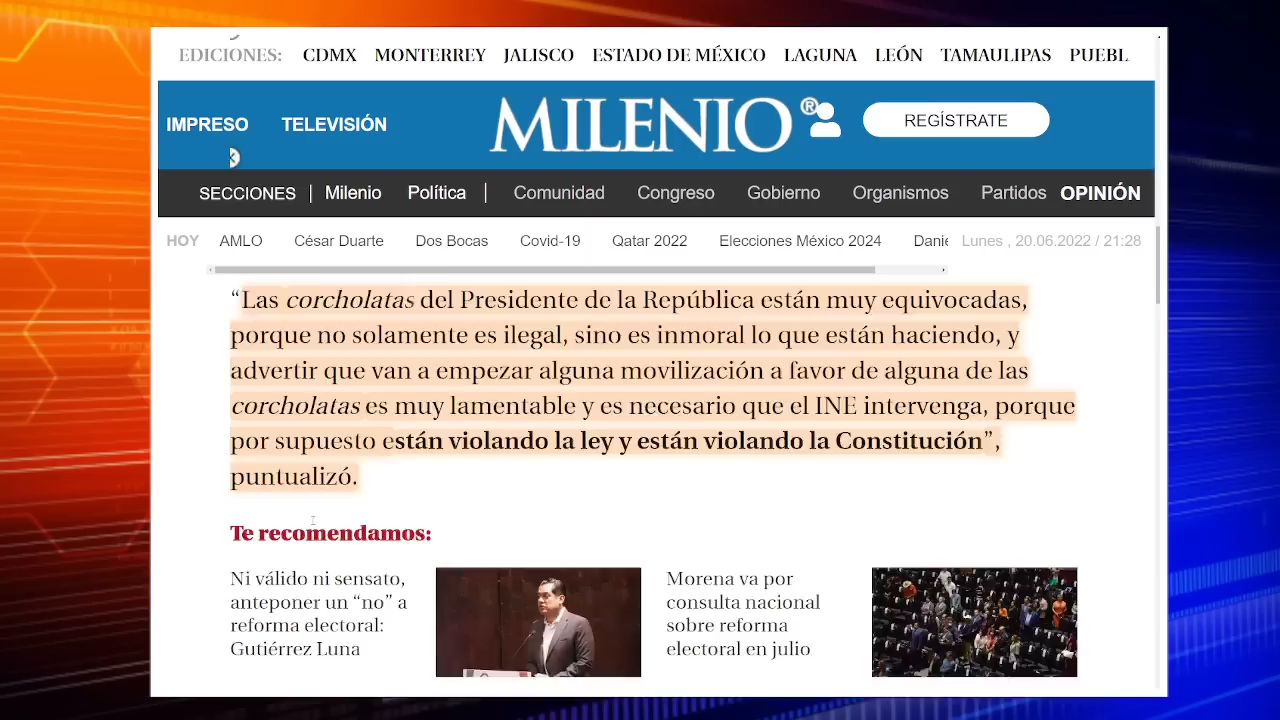 EDICIONES: CDMX MONTERREY JALISCO ESTADO DE MÉXICO LAGUNA LEÓN TAMAULIPAS PUEBL
IMPRESO TELEVISIÓN MILENIO® REGÍSTRATE
SECCIONES | Milenio Política | Comunidad Congreso Gobierno Organismos Partidos OPINIÓN
HOY AMLO César Duarte Dos Bocas Covid-19 Qatar 2022 Elecciones México 2024 Danie Lunes , 20.06.2022 / 21:28
“Las corcholatas del Presidente de la República están muy equivocadas,
porque no solamente es ilegal, sino es inmoral lo que están haciendo, y
advertir que van a empezar alguna movilización a favor de alguna de las
corcholatas es muy lamentable y es necesario que el INE intervenga, porque
por supuesto están violando la ley y están violando la Constitución”,
puntualizó.
Te recomendamos:
Ni válido ni sensato,
anteponer un “no” a
reforma electoral:
Gutiérrez Luna
Morena va por
consulta nacional
sobre reforma
electoral en julio